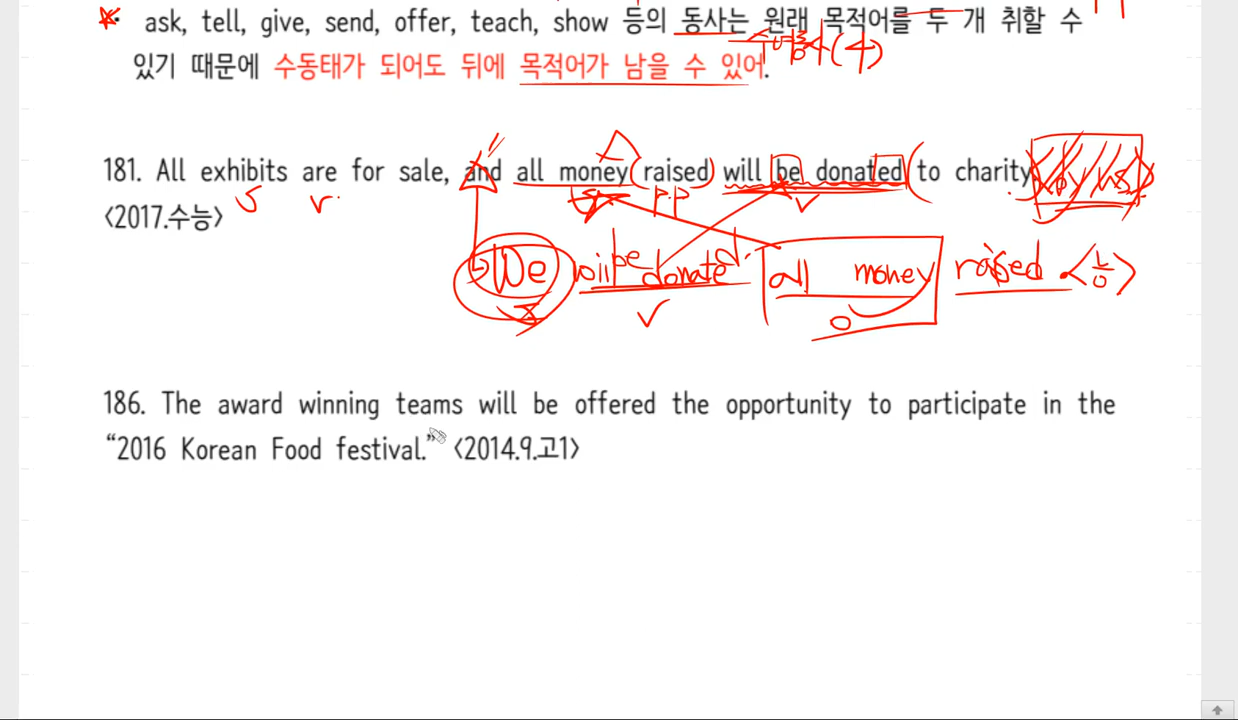 ask, tell, give, send, offer, teach, show 등의 동사는 원래 목적어를 두 개 취할 수
있기 때문에 수동태가 되어도 뒤에 목적어가 남을 수 있어.
181. All exhibits are for sale, and all money (raised) will be donated (to charity by us)
<2017.수능> S V
S p.p V
We will be donated. all money raised
V O
186. The award winning teams will be offered the opportunity to participate in the
“2016 Korean Food festival.” <2014.9.고1>